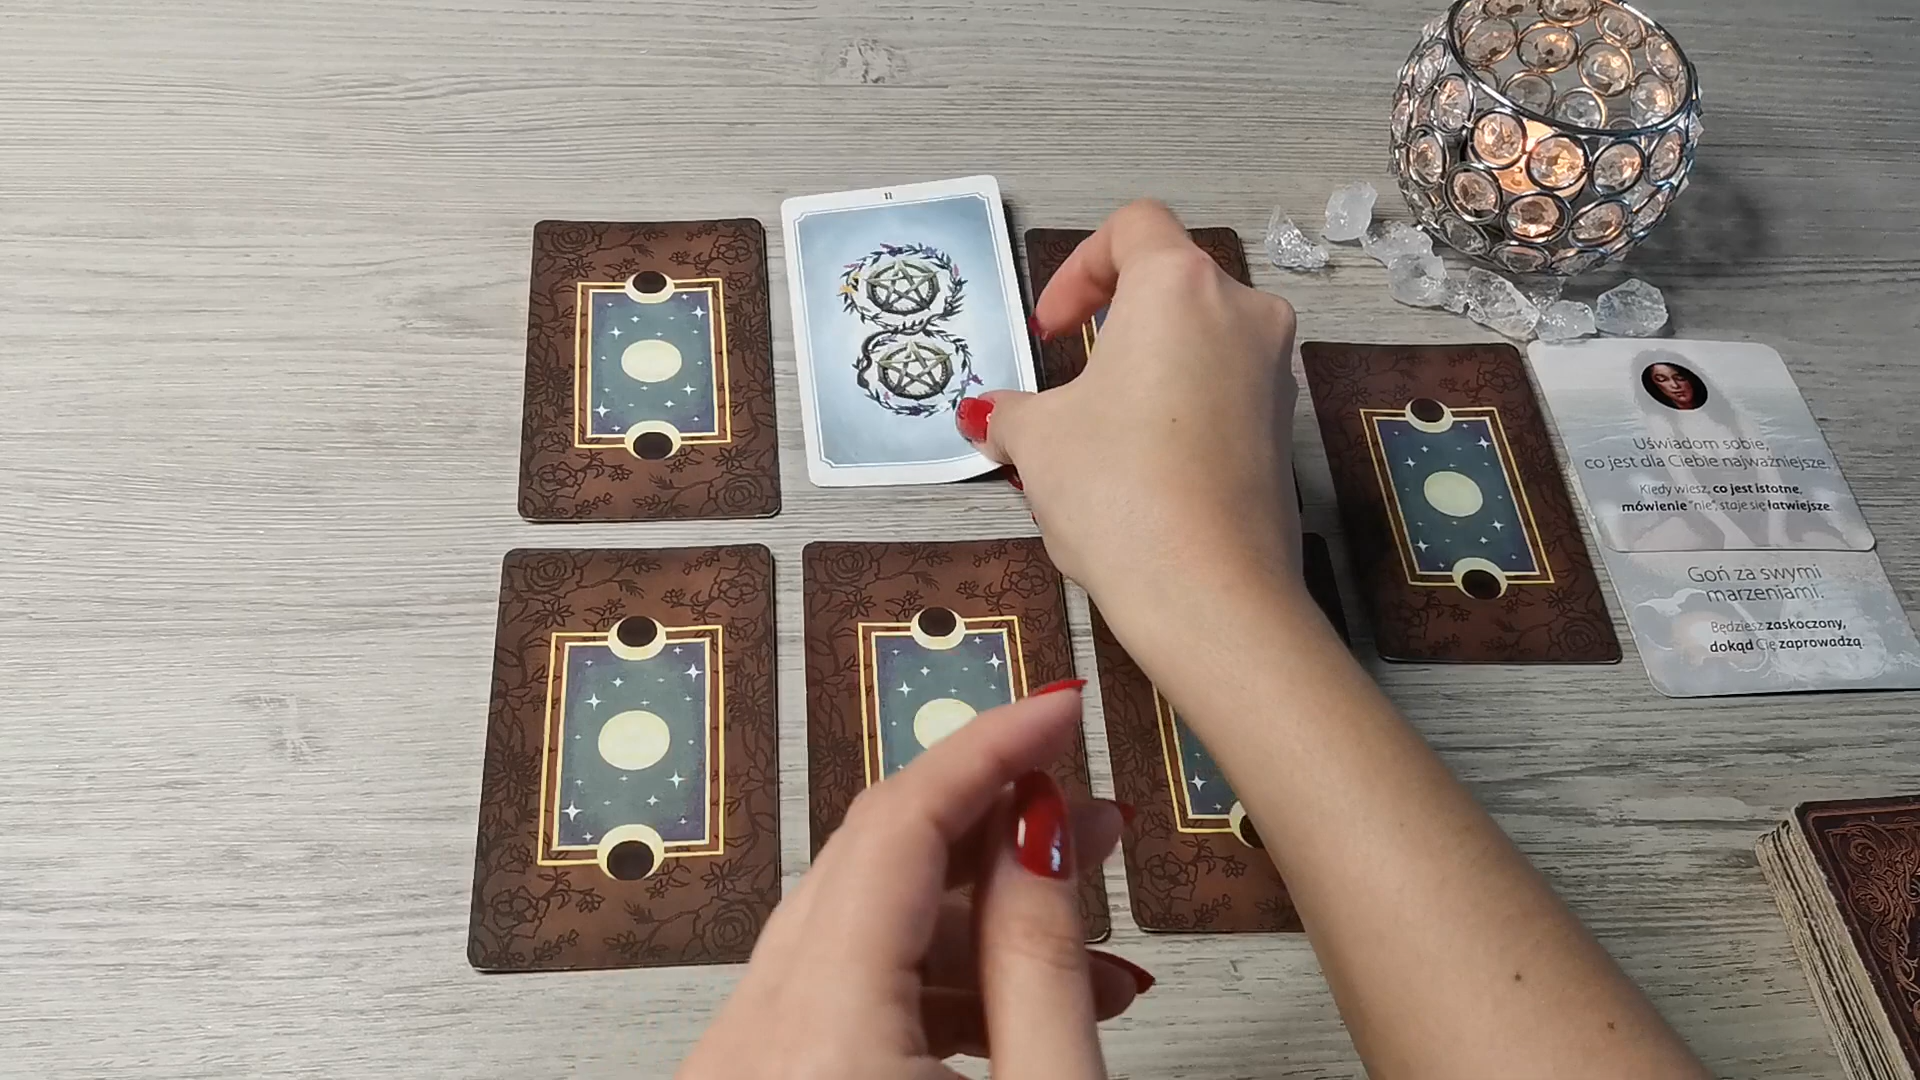 II
Uświadom sobie,
co jest dla Ciebie najważniejsze.
Kiedy wiesz, co jest istotne,
mówienie "nie", staje się łatwiejsze.
Goń za swymi
marzeniami.
Będziesz zaskoczony,
dokąd Cię zaprowadzą.